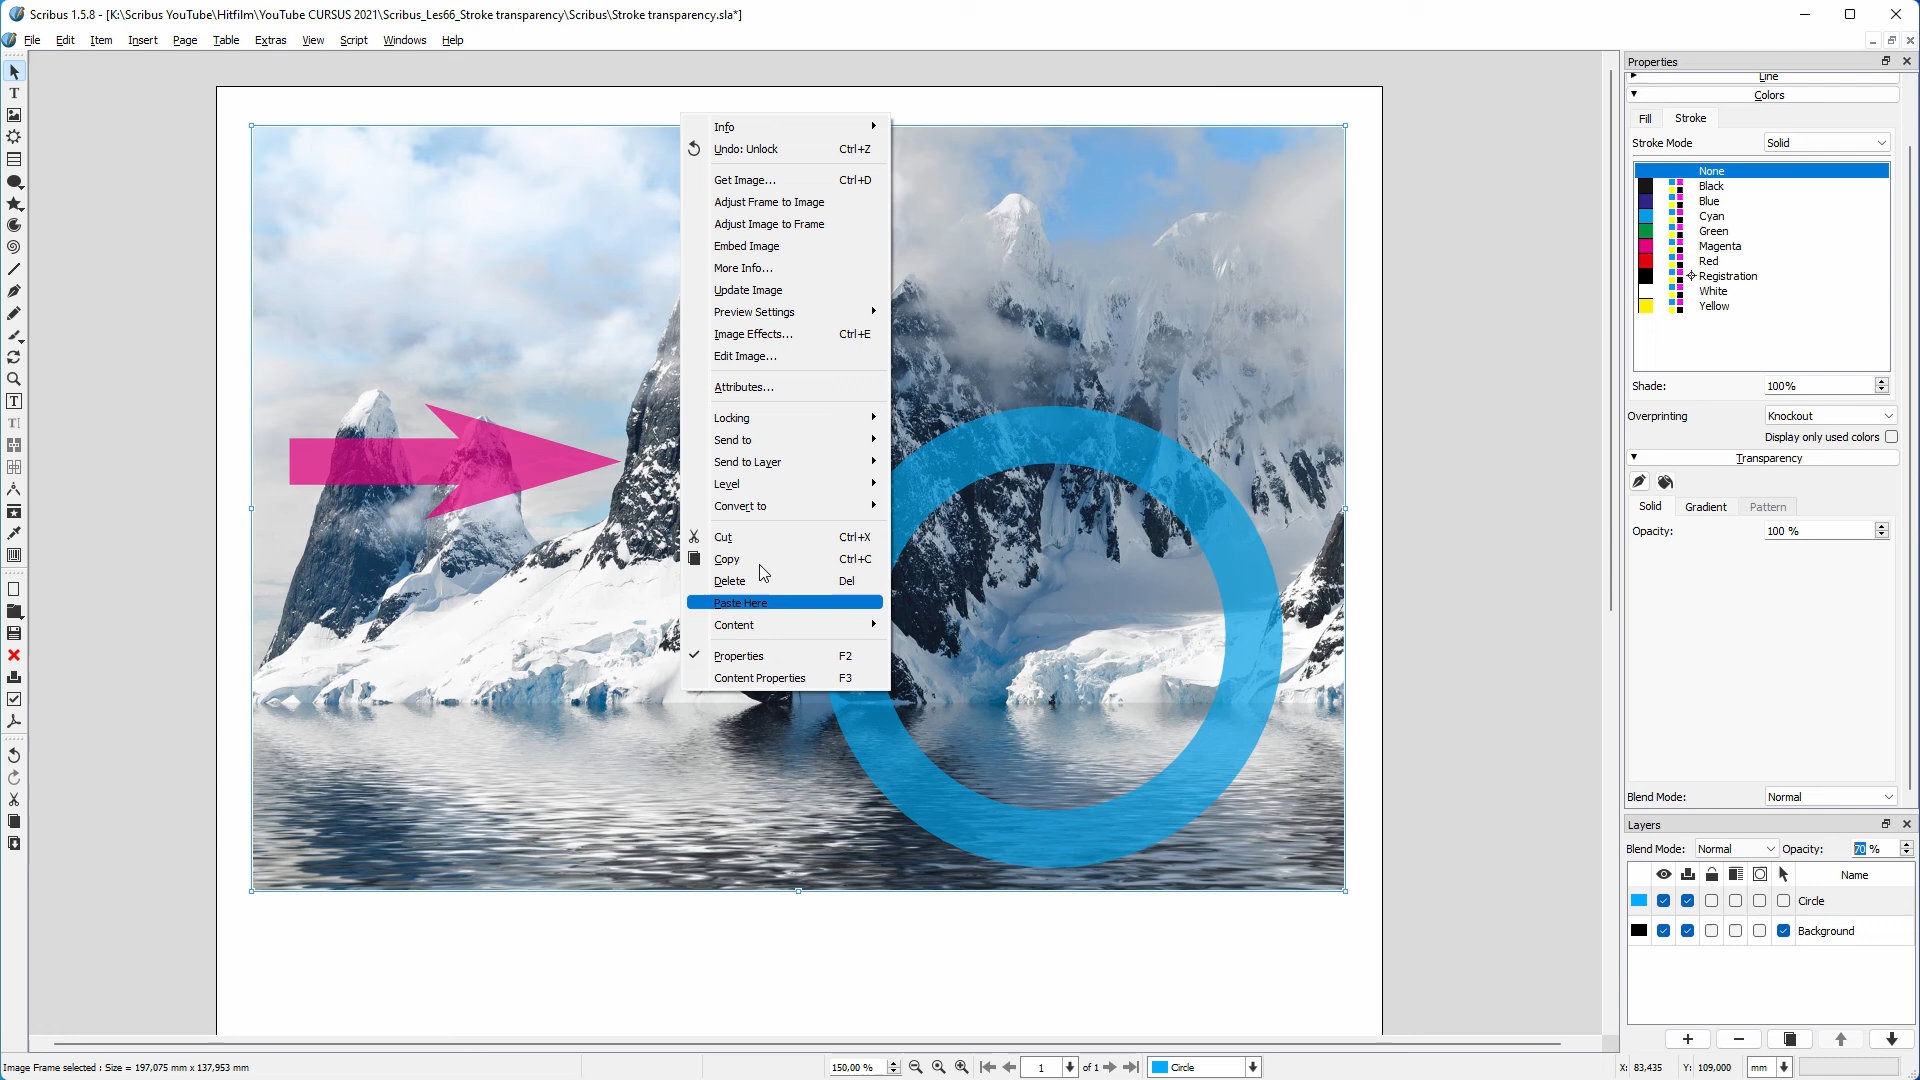 Scribus 1.5.8 - [K:\Scribus YouTube\Hitfilm\YouTube CURSUS 2021\Scribus_Les66_Stroke transparency\Scribus\Stroke transparency.sla*]
File Edit Item Insert Page Table Extras View Script Windows Help
Info
Undo: Unlock Ctrl+Z
Get Image... Ctrl+D
Adjust Frame to Image
Adjust Image to Frame
Embed Image
More Info...
Update Image
Preview Settings
Image Effects... Ctrl+E
Edit Image...
Attributes...
Locking
Send to
Send to Layer
Level
Convert to
Cut Ctrl+X
Copy Ctrl+C
Delete Del
Paste Here
Content
Properties F2
Content Properties F3
Properties
Line
Colors
Fill Stroke
Stroke Mode Solid
None
Black
Blue
Cyan
Green
Magenta
Red
Registration
White
Yellow
Shade: 100%
Overprinting Knockout
Display only used colors
Transparency
Solid Gradient Pattern
Opacity: 100 %
Blend Mode: Normal
Layers
Blend Mode: Normal Opacity: 70 %
Name
Circle
Background
Image Frame selected : Size = 197,075 mm x 137,953 mm
150,00 % 1 of 1 Circle
X: 83,435 Y: 109,000 mm